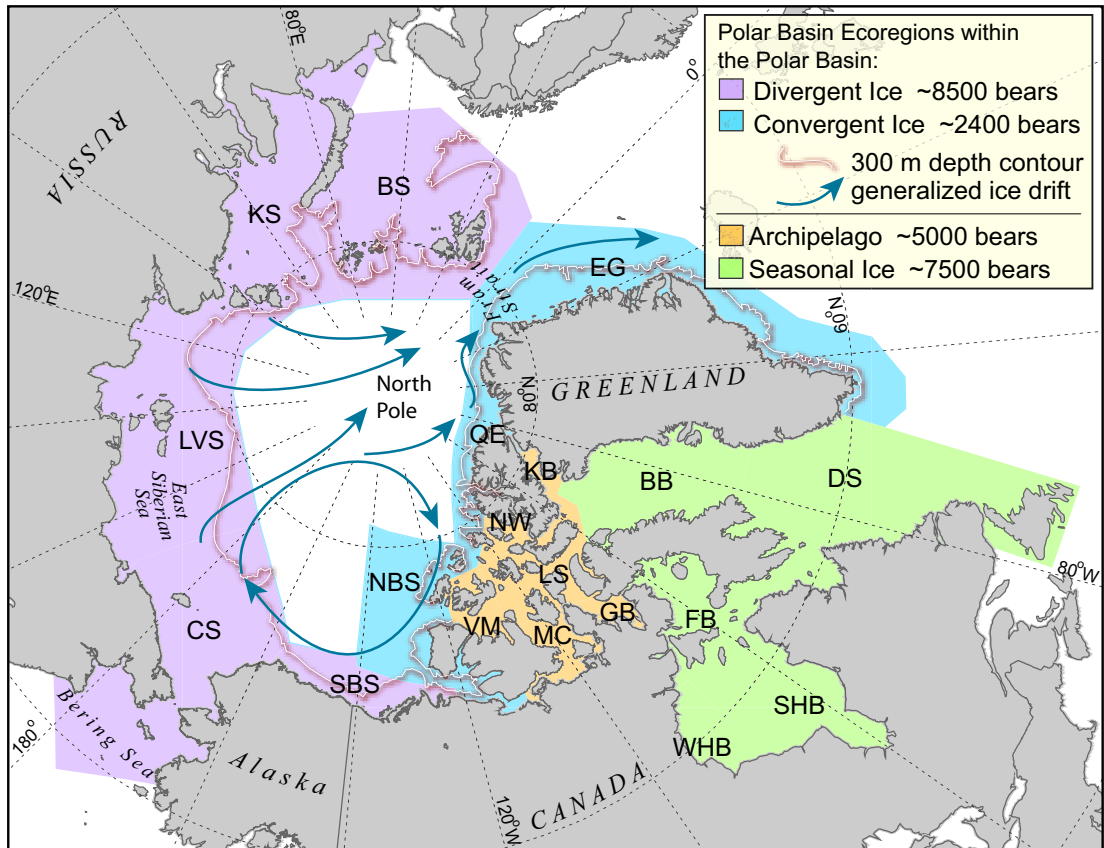 Polar Basin Ecoregions within
the Polar Basin:
Divergent Ice ~8500 bears
Convergent Ice ~2400 bears
300 m depth contour
generalized ice drift
Archipelago ~5000 bears
Seasonal Ice ~7500 bears
80°E
0°
RUSSIA
BS
KS
EG
Fram
Strait
120°E
60°N
North
Pole
GREENLAND
80°N
LVS
QE
East
Siberian
Sea
KB
BB
DS
NW
NBS
LS
80°W
GB
CS
VM
MC
FB
SBS
SHB
Bering Sea
WHB
180°
Alaska
CANADA
120°W